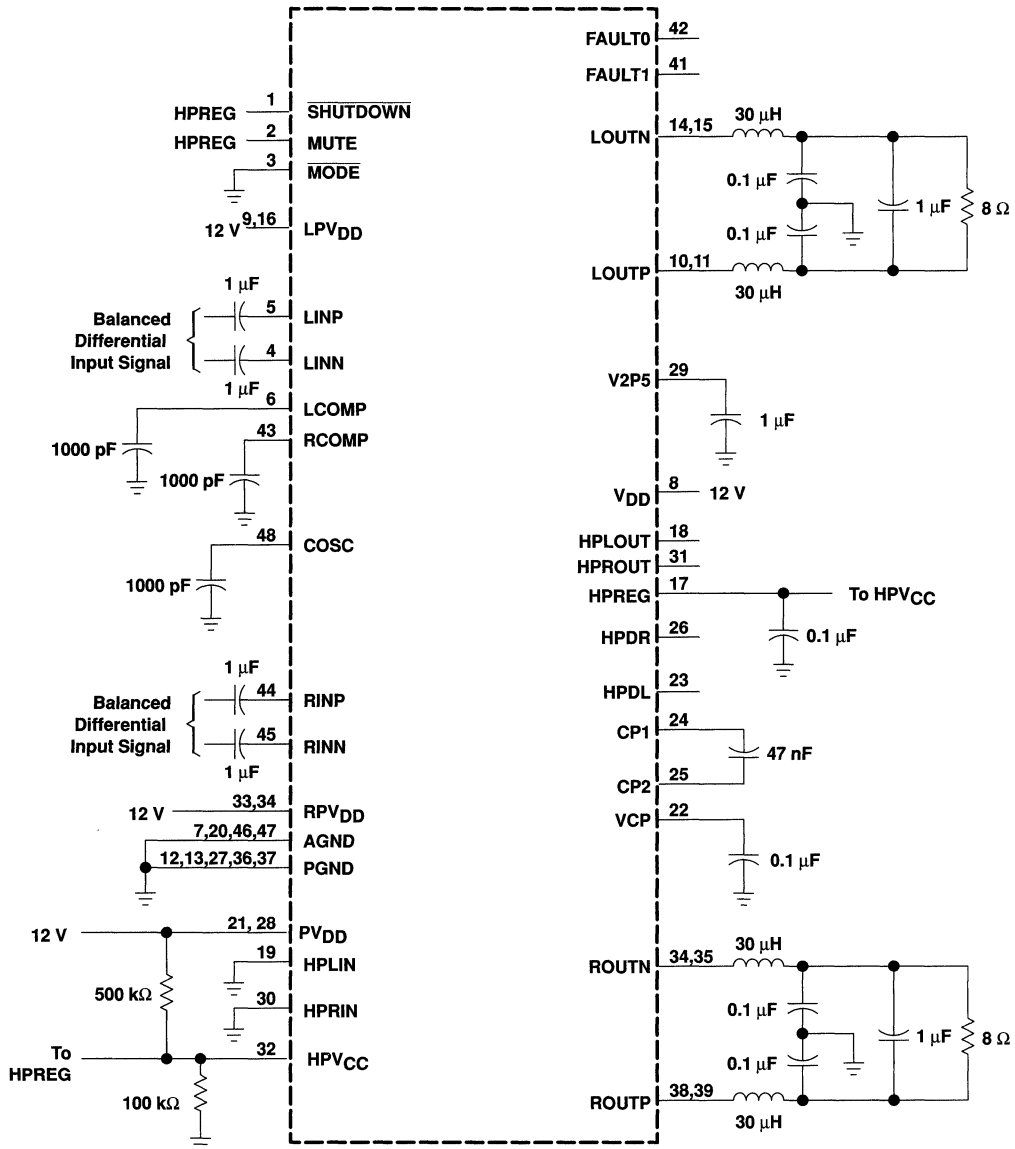 FAULT0 42
FAULT1 41
HPREG 1 SHUTDOWN
HPREG 2 MUTE
3 MODE
12 V 9,16 LPVDD
LOUTN 14,15 30 µH
0.1 µF
0.1 µF
1 µF
8 Ω
LOUTP 10,11
30 µH
1 µF
Balanced
Differential
Input Signal
5 LINP
4 LINN
1 µF
6 LCOMP
1000 pF
43 RCOMP
1000 pF
48 COSC
1000 pF
V2P5 29
1 µF
VDD 8 12 V
HPLOUT 18
HPROUT 31
HPREG 17 To HPVCC
0.1 µF
HPDR 26
HPDL 23
CP1 24
47 nF
CP2 25
VCP 22
0.1 µF
1 µF
Balanced
Differential
Input Signal
44 RINP
45 RINN
1 µF
12 V 33,34 RPVDD
7,20,46,47 AGND
12,13,27,36,37 PGND
12 V 21, 28 PVDD
19 HPLIN
500 kΩ
30 HPRIN
To
HPREG
32 HPVCC
100 kΩ
ROUTN 34,35 30 µH
0.1 µF
0.1 µF
1 µF
8 Ω
ROUTP 38,39
30 µH